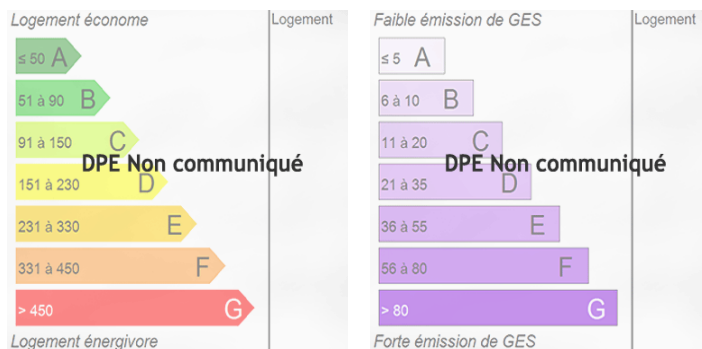 Logement économe
Logement
≤ 50 A
51 à 90 B
91 à 150 C
DPE Non communiqué
151 à 230 D
231 à 330 E
331 à 450 F
> 450 G
Logement énergivore
Faible émission de GES
Logement
≤ 5 A
6 à 10 B
11 à 20 C
DPE Non communiqué
21 à 35 D
36 à 55 E
56 à 80 F
> 80 G
Forte émission de GES